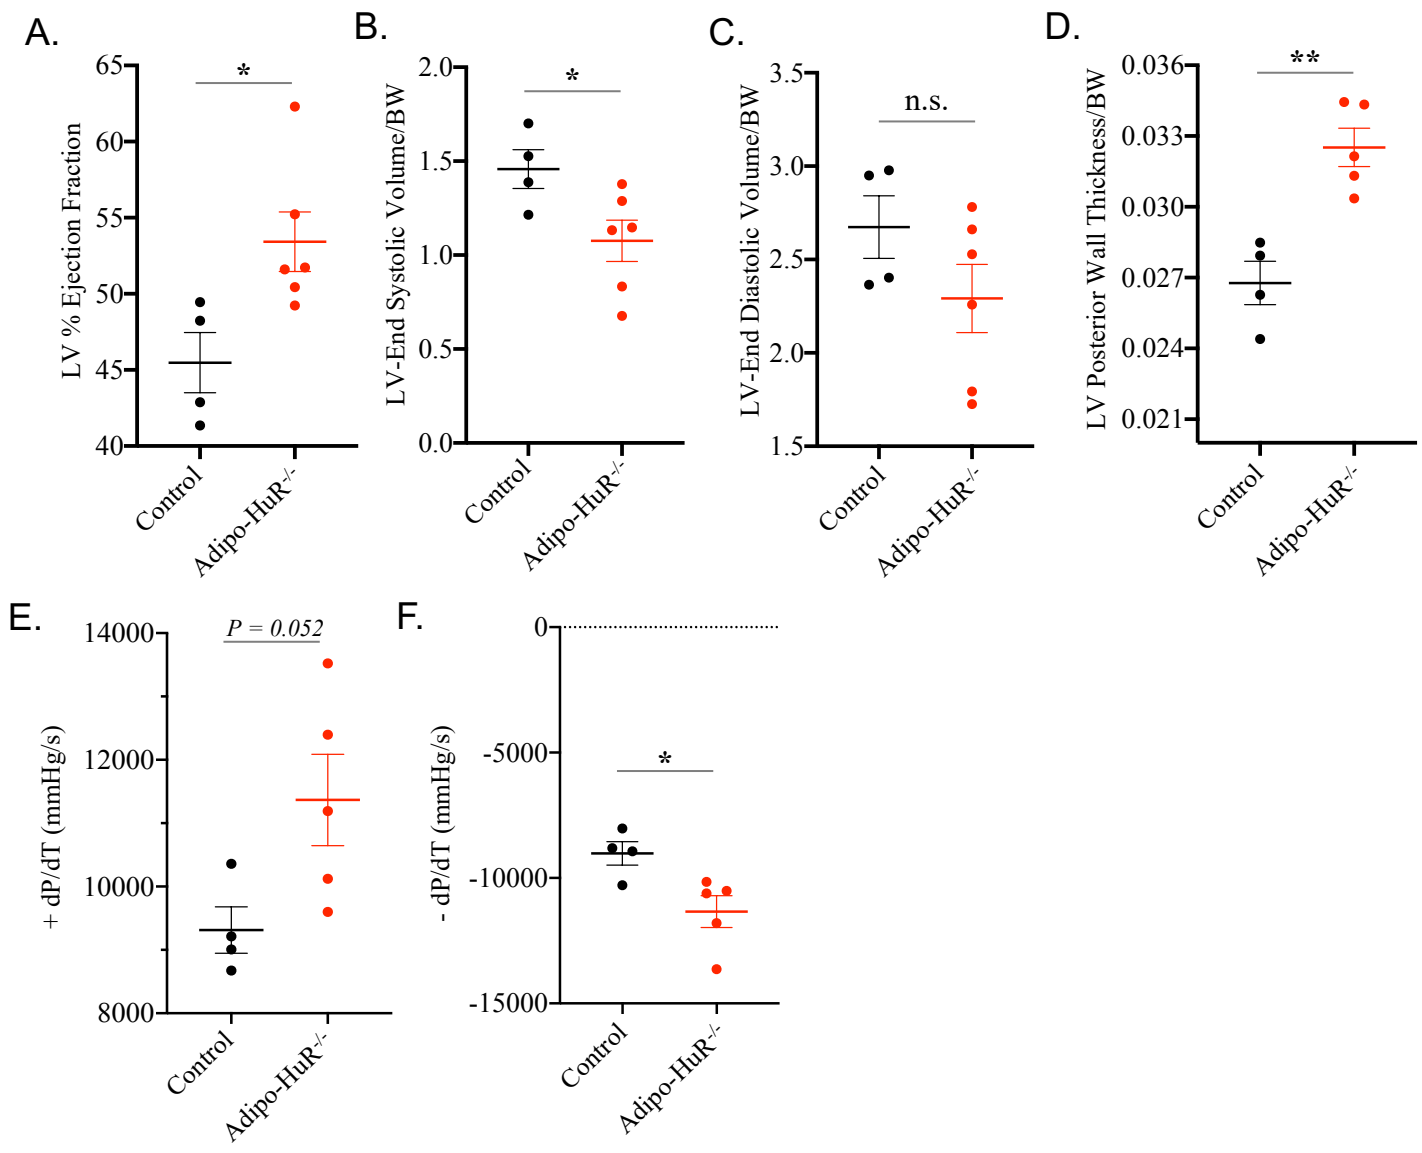 A.
LV % Ejection Fraction
65
60
55
50
45
40
*
Control
Adipo-HuR-/-
B.
LV-End Systolic Volume/BW
2.0
1.5
1.0
0.5
0.0
*
Control
Adipo-HuR-/-
C.
LV-End Diastolic Volume/BW
3.5
3.0
2.5
2.0
1.5
n.s.
Control
Adipo-HuR-/-
D.
LV Posterior Wall Thickness/BW
0.036
0.033
0.030
0.027
0.024
0.021
**
Control
Adipo-HuR-/-
E.
+ dP/dT (mmHg/s)
14000
12000
10000
8000
P = 0.052
Control
Adipo-HuR-/-
F.
- dP/dT (mmHg/s)
0
-5000
-10000
-15000
*
Control
Adipo-HuR-/-